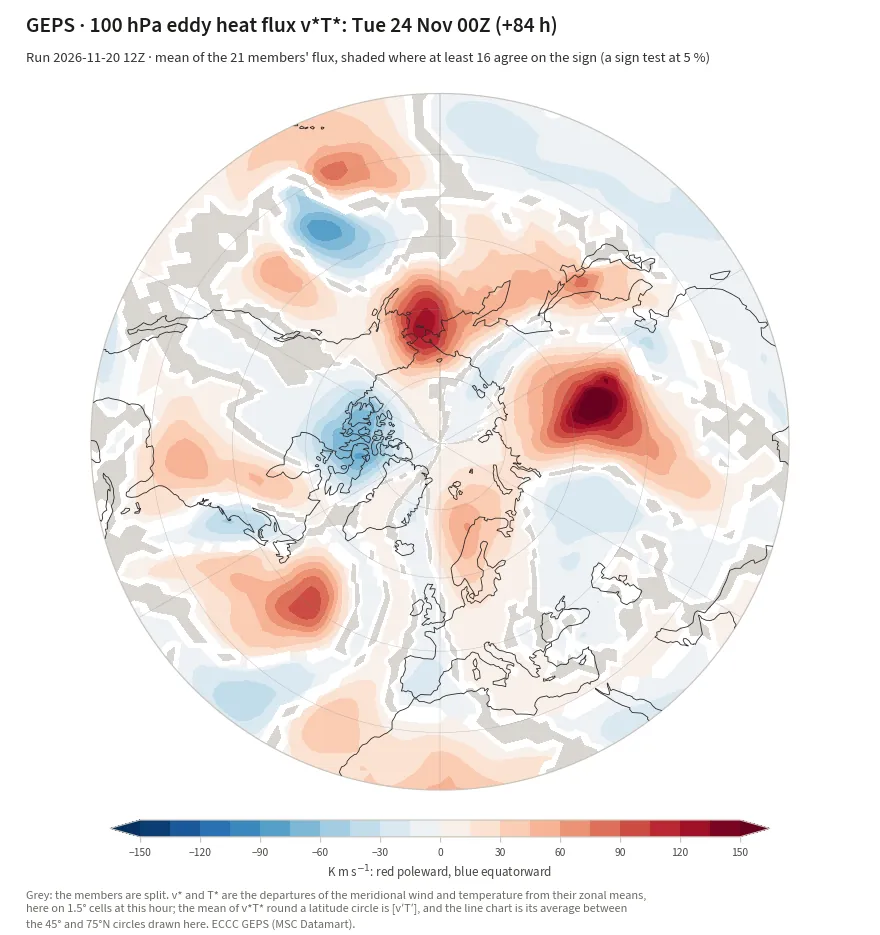 GEPS · 100 hPa eddy heat flux v*T*: Tue 24 Nov 00Z (+84 h)
Run 2026-11-20 12Z · mean of the 21 members' flux, shaded where at least 16 agree on the sign (a sign test at 5 %)
−150 −120 −90 −60 −30 0 30 60 90 120 150
K m s⁻¹: red poleward, blue equatorward
Grey: the members are split. v* and T* are the departures of the meridional wind and temperature from their zonal means,
here on 1.5° cells at this hour; the mean of v*T* round a latitude circle is [v'T'], and the line chart is its average between
the 45° and 75°N circles drawn here. ECCC GEPS (MSC Datamart).